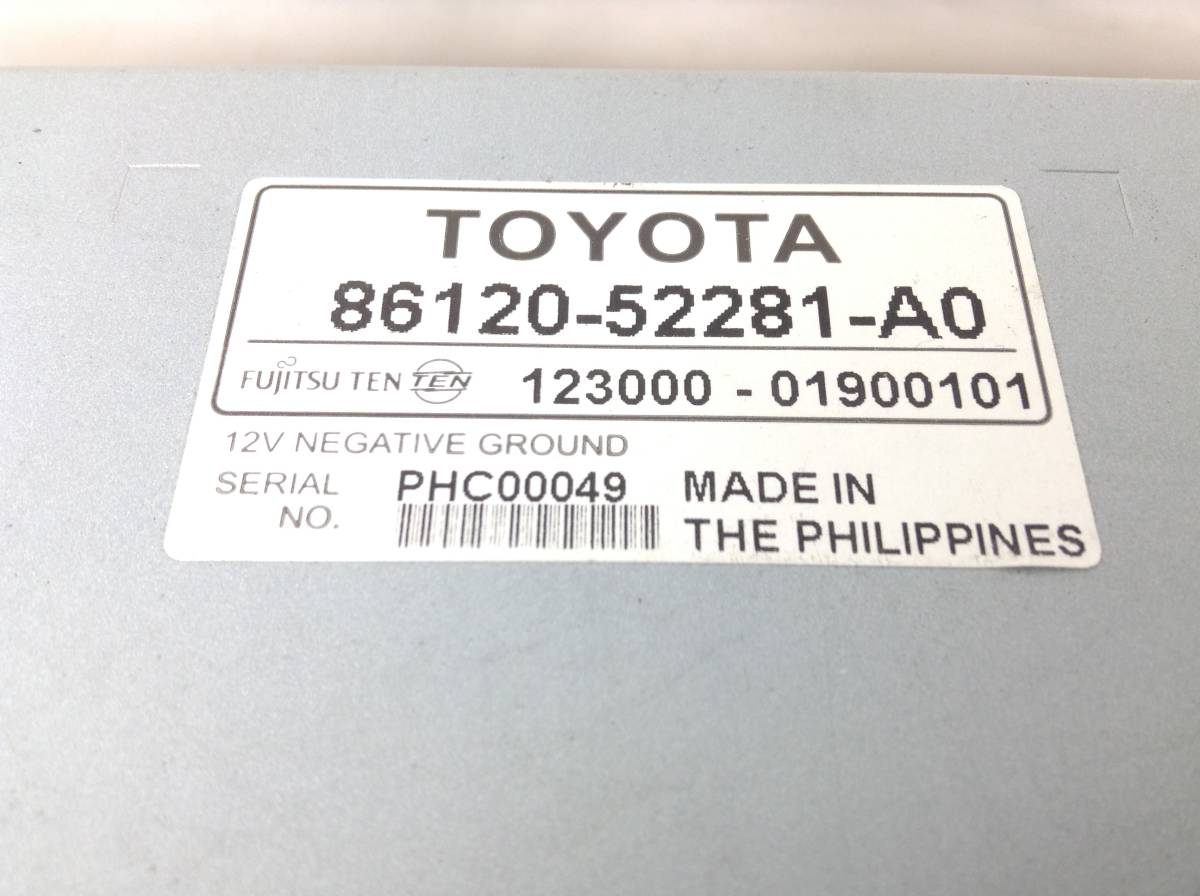 TOYOTA
86120-52281-A0
FUJITSU TEN TEN 123000 - 01900101
12V NEGATIVE GROUND
SERIAL NO. PHC00049 MADE IN
THE PHILIPPINES